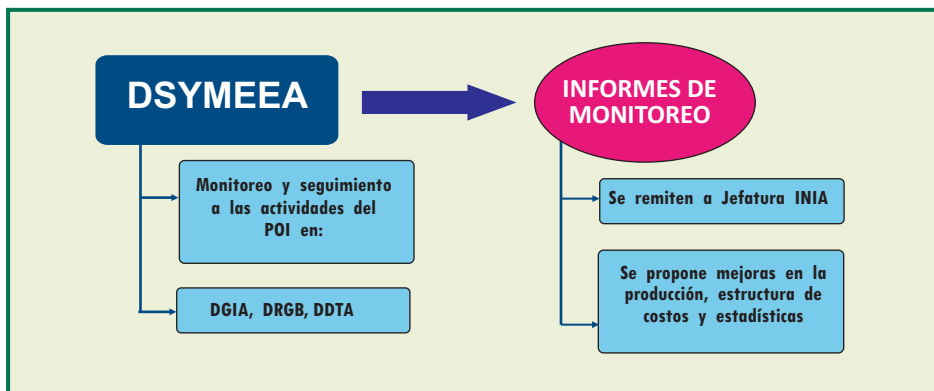 DSYMEEA
Monitoreo y seguimiento
a las actividades del
POI en:
DGIA, DRGB, DDTA
INFORMES DE
MONITOREO
Se remiten a Jefatura INIA
Se propone mejoras en la
producción, estructura de
costos y estadísticas